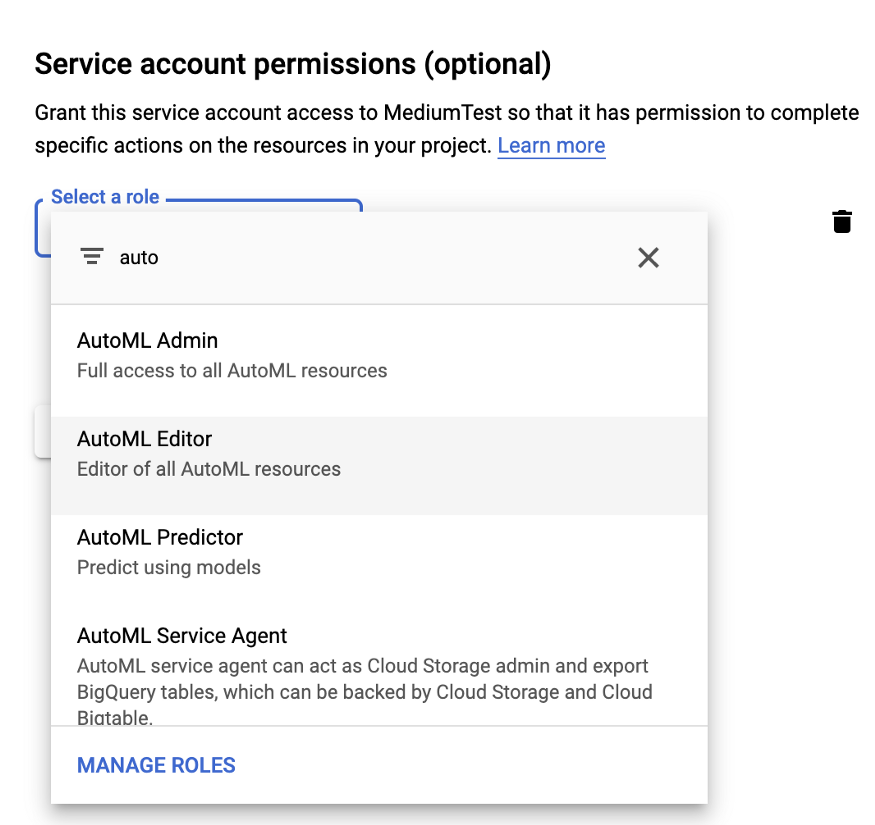 Service account permissions (optional)
Grant this service account access to MediumTest so that it has permission to complete
specific actions on the resources in your project. Learn more
Select a role
auto
AutoML Admin
Full access to all AutoML resources
AutoML Editor
Editor of all AutoML resources
AutoML Predictor
Predict using models
AutoML Service Agent
AutoML service agent can act as Cloud Storage admin and export
BigQuery tables, which can be backed by Cloud Storage and Cloud
Bigtable.
MANAGE ROLES